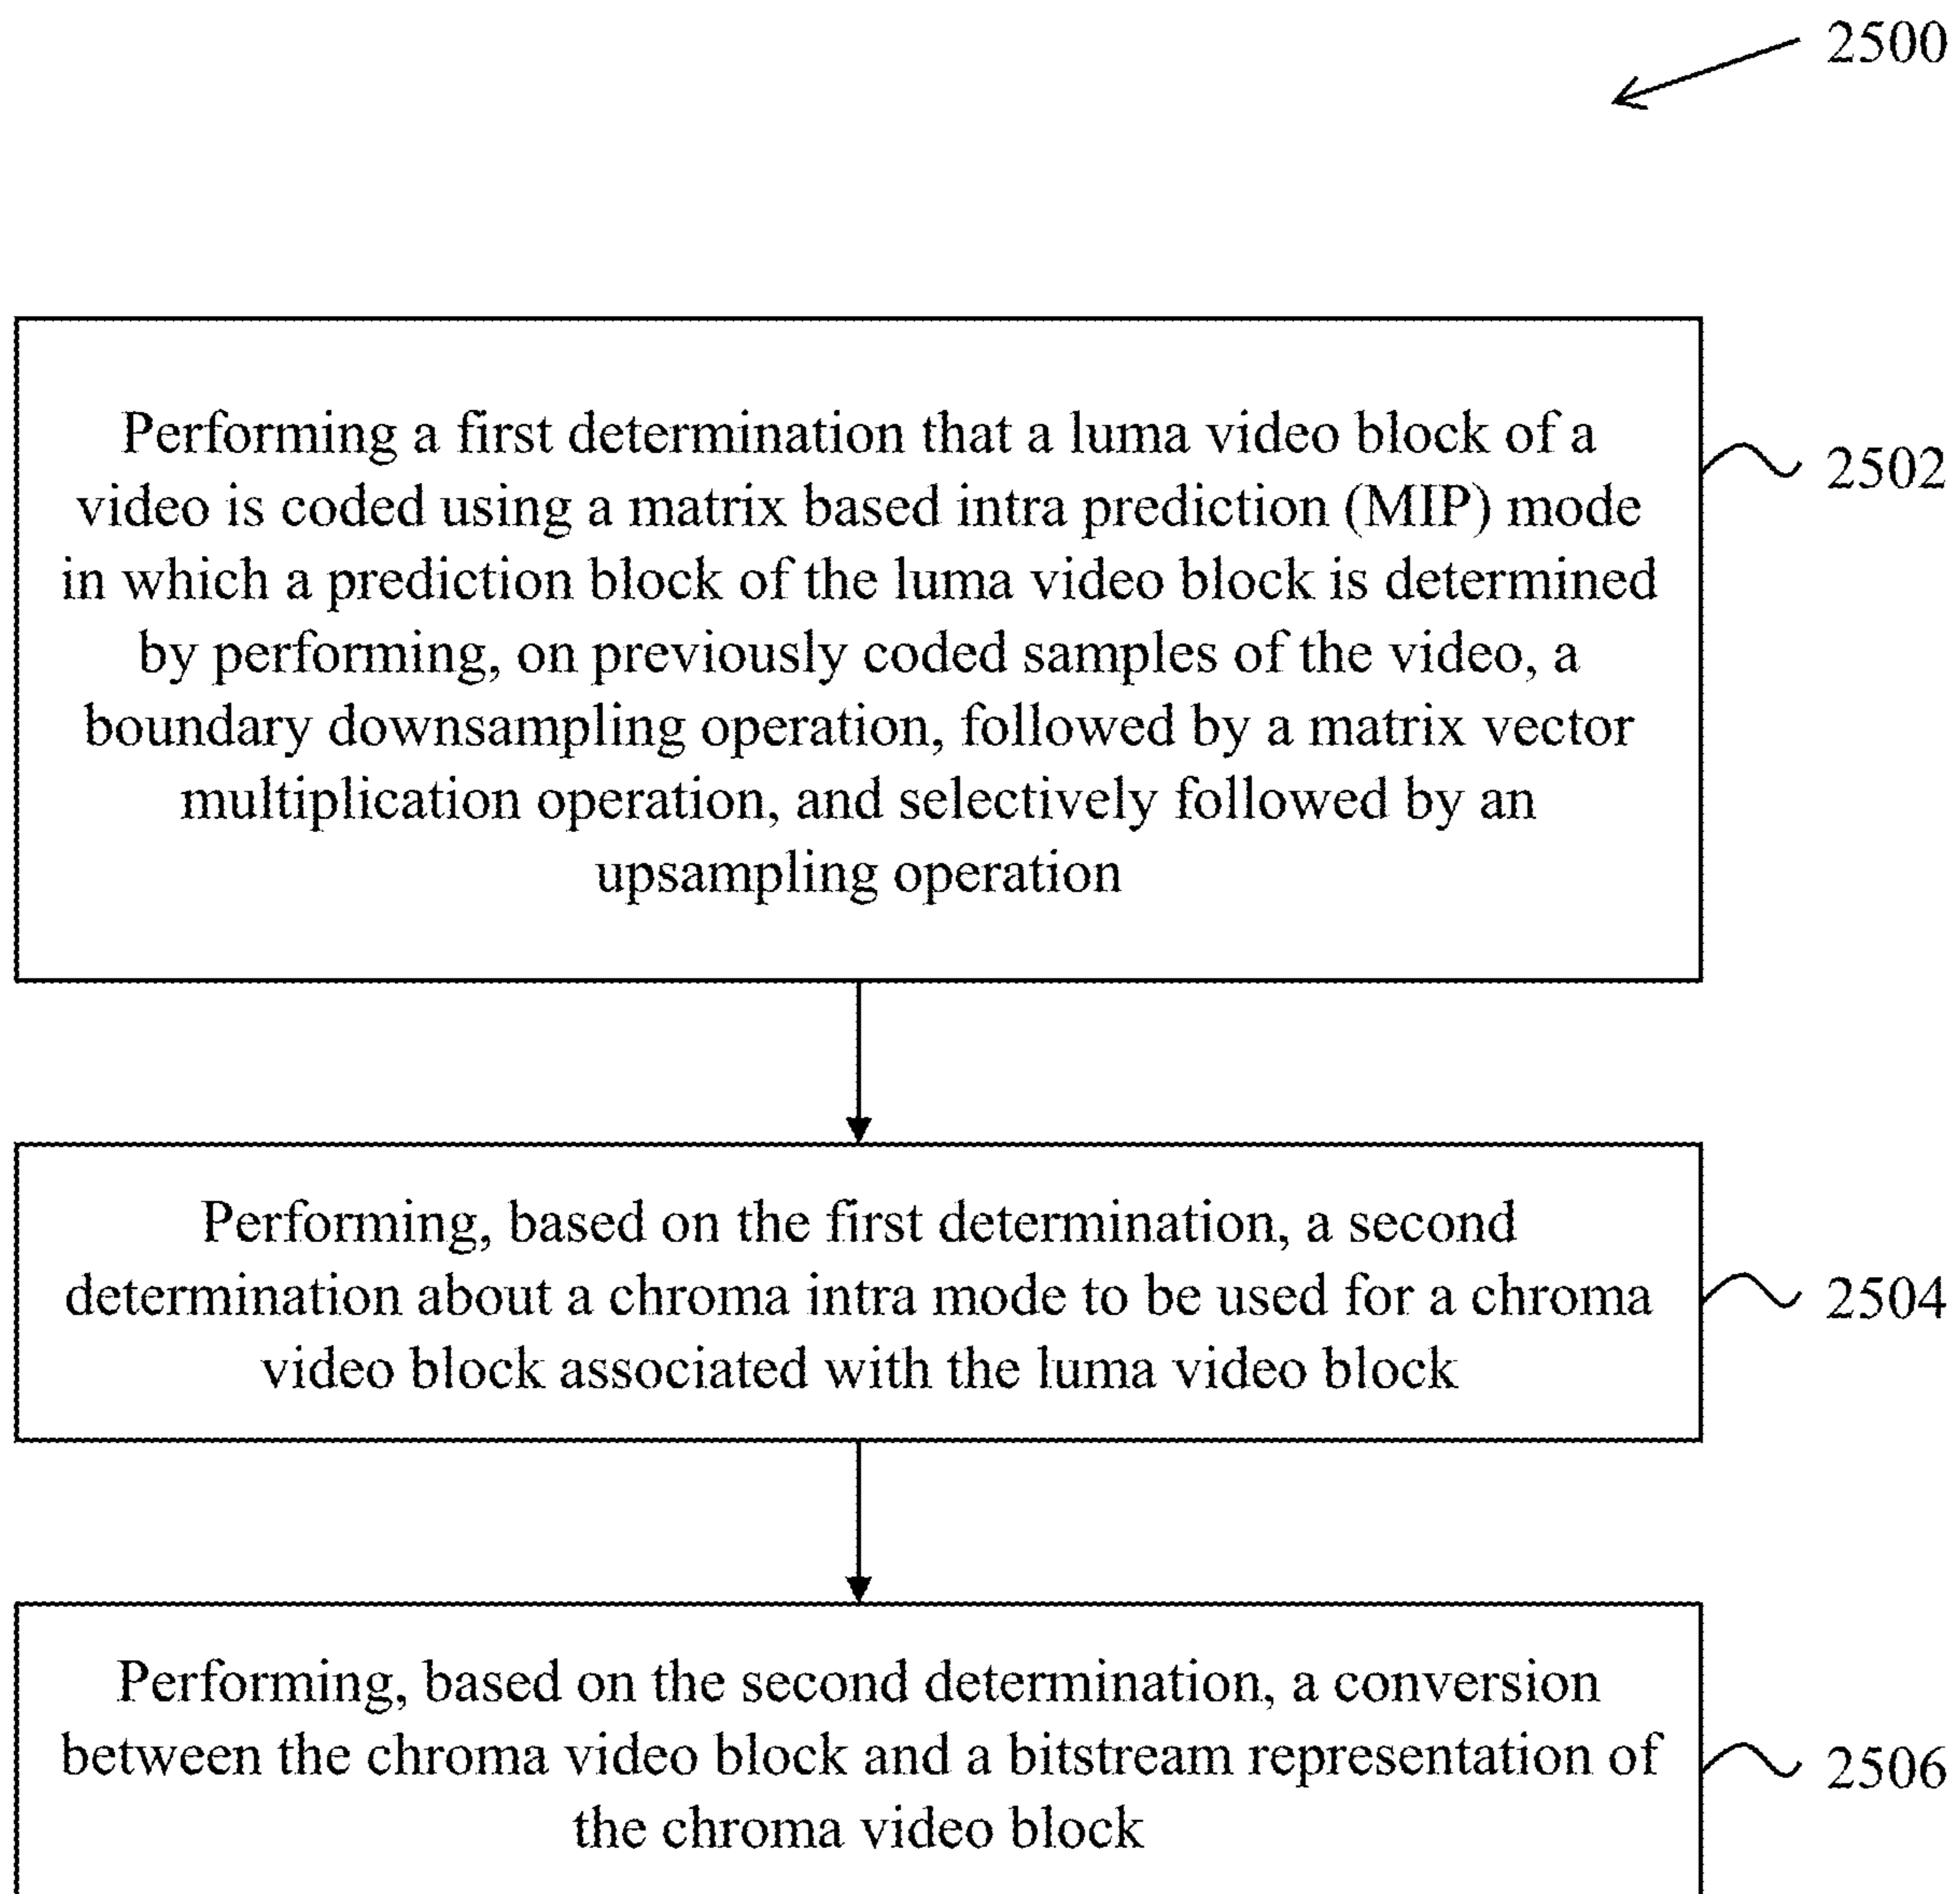 2500
Performing a first determination that a luma video block of a
video is coded using a matrix based intra prediction (MIP) mode
in which a prediction block of the luma video block is determined
by performing, on previously coded samples of the video, a
boundary downsampling operation, followed by a matrix vector
multiplication operation, and selectively followed by an
upsampling operation
2502
Performing, based on the first determination, a second
determination about a chroma intra mode to be used for a chroma
video block associated with the luma video block
2504
Performing, based on the second determination, a conversion
between the chroma video block and a bitstream representation of
the chroma video block
2506